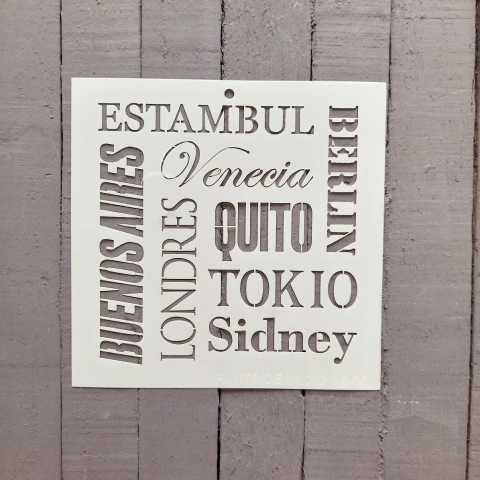 ESTAMBUL
BERLIN
Venecia
BUENOS AIRES
LONDRES
QUITO
TOKIO
Sidney